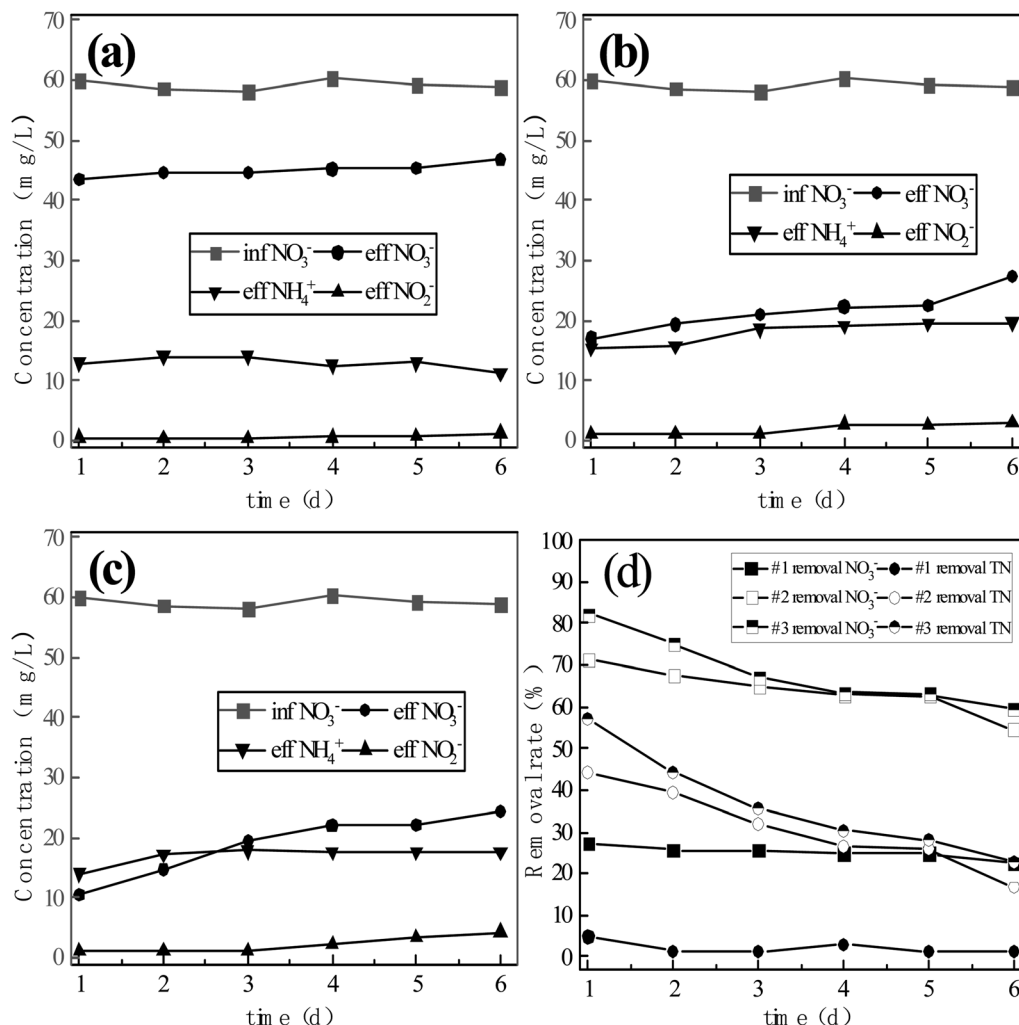 (a)
70
60
50
40
30
20
10
0
Concentration (mg/L)
inf NO₃⁻ eff NO₃⁻
eff NH₄⁺ eff NO₂⁻
1 2 3 4 5 6
time (d)
(b)
70
60
50
40
30
20
10
0
Concentration (mg/L)
inf NO₃⁻ eff NO₃⁻
eff NH₄⁺ eff NO₂⁻
1 2 3 4 5 6
time (d)
(c)
70
60
50
40
30
20
10
0
Concentration (mg/L)
inf NO₃⁻ eff NO₃⁻
eff NH₄⁺ eff NO₂⁻
1 2 3 4 5 6
time (d)
(d)
100
90
80
70
60
50
40
30
20
10
0
Removal rate (%)
#1 removal NO₃⁻ #1 removal TN
#2 removal NO₃⁻ #2 removal TN
#3 removal NO₃⁻ #3 removal TN
1 2 3 4 5 6
time (d)